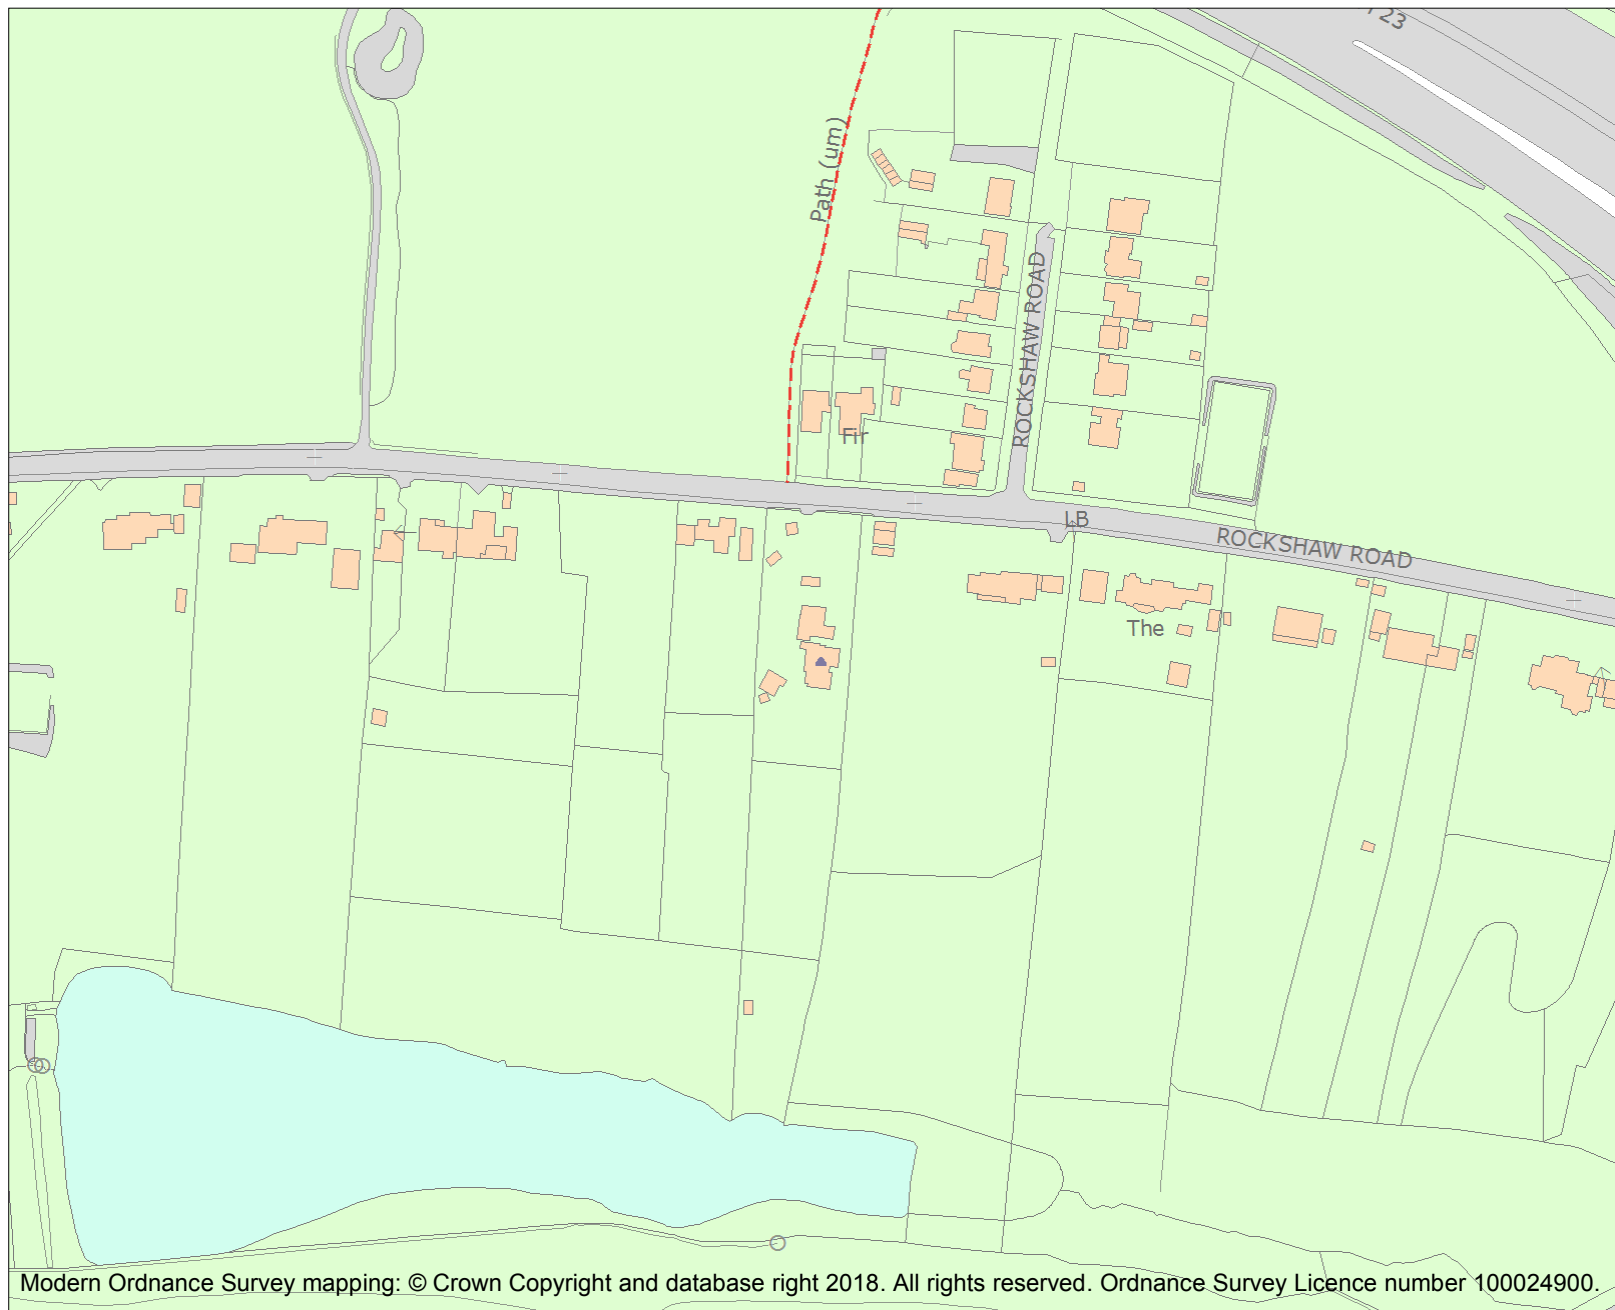 23
Path (um)
ROCKSHAW ROAD
Fir
LB
ROCKSHAW ROAD
The
Modern Ordnance Survey mapping: © Crown Copyright and database right 2018. All rights reserved. Ordnance Survey Licence number 100024900.